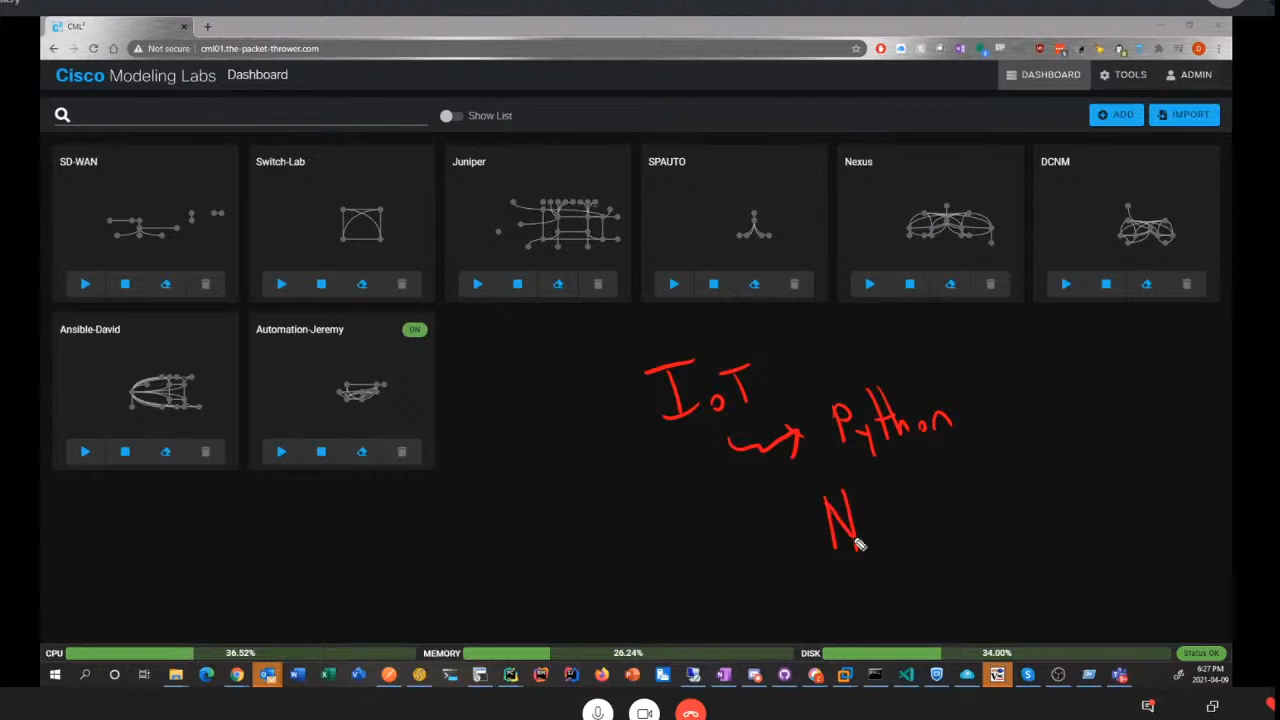 CML²
Not secure cml01.the-packet-thrower.com
Cisco Modeling Labs Dashboard
DASHBOARD TOOLS ADMIN
Show List
ADD IMPORT
SD-WAN Switch-Lab Juniper SPAUTO Nexus DCNM
Ansible-David Automation-Jeremy ON
IoT
Python
N
CPU 36.52% MEMORY 26.24% DISK 34.00% Status OK
6:27 PM
2021-04-09